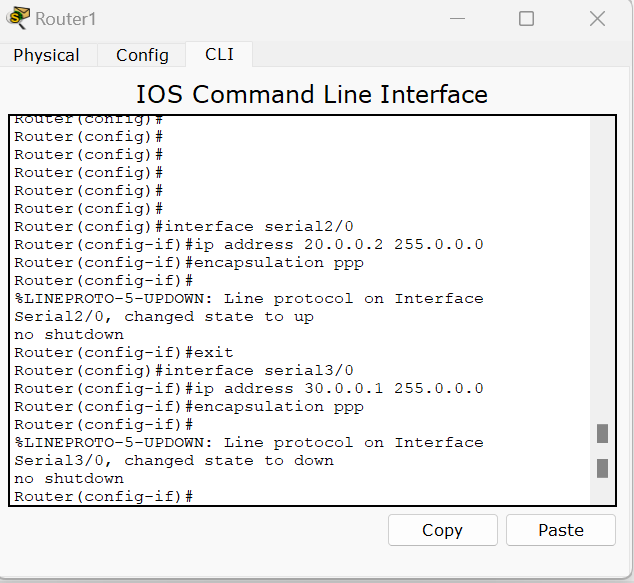 Router1
Physical Config CLI
IOS Command Line Interface
Router(config)#
Router(config)#
Router(config)#
Router(config)#
Router(config)#
Router(config)#
Router(config)#interface serial2/0
Router(config-if)#ip address 20.0.0.2 255.0.0.0
Router(config-if)#encapsulation ppp
Router(config-if)#
%LINEPROTO-5-UPDOWN: Line protocol on Interface
Serial2/0, changed state to up
no shutdown
Router(config-if)#exit
Router(config)#interface serial3/0
Router(config-if)#ip address 30.0.0.1 255.0.0.0
Router(config-if)#encapsulation ppp
Router(config-if)#
%LINEPROTO-5-UPDOWN: Line protocol on Interface
Serial3/0, changed state to down
no shutdown
Router(config-if)#
Copy Paste